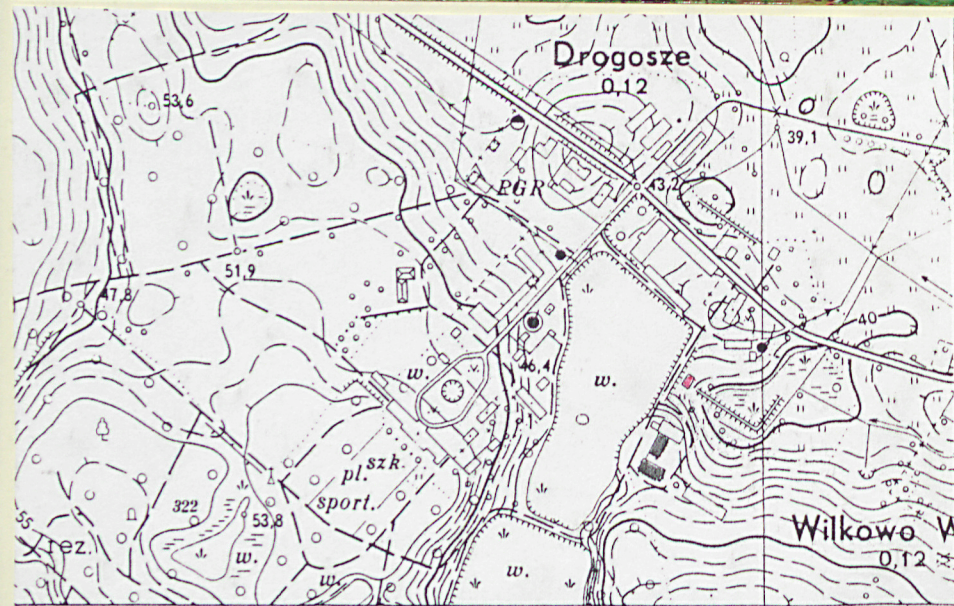 Drogosze
0,12
53,6
39,1
PGR
43,2
51,9
47,8
40
46,4
w.
w.
szk.
pl.
sport.
322
53,8
55
rez.
w.
w.
w.
Wilkowo W
0,12